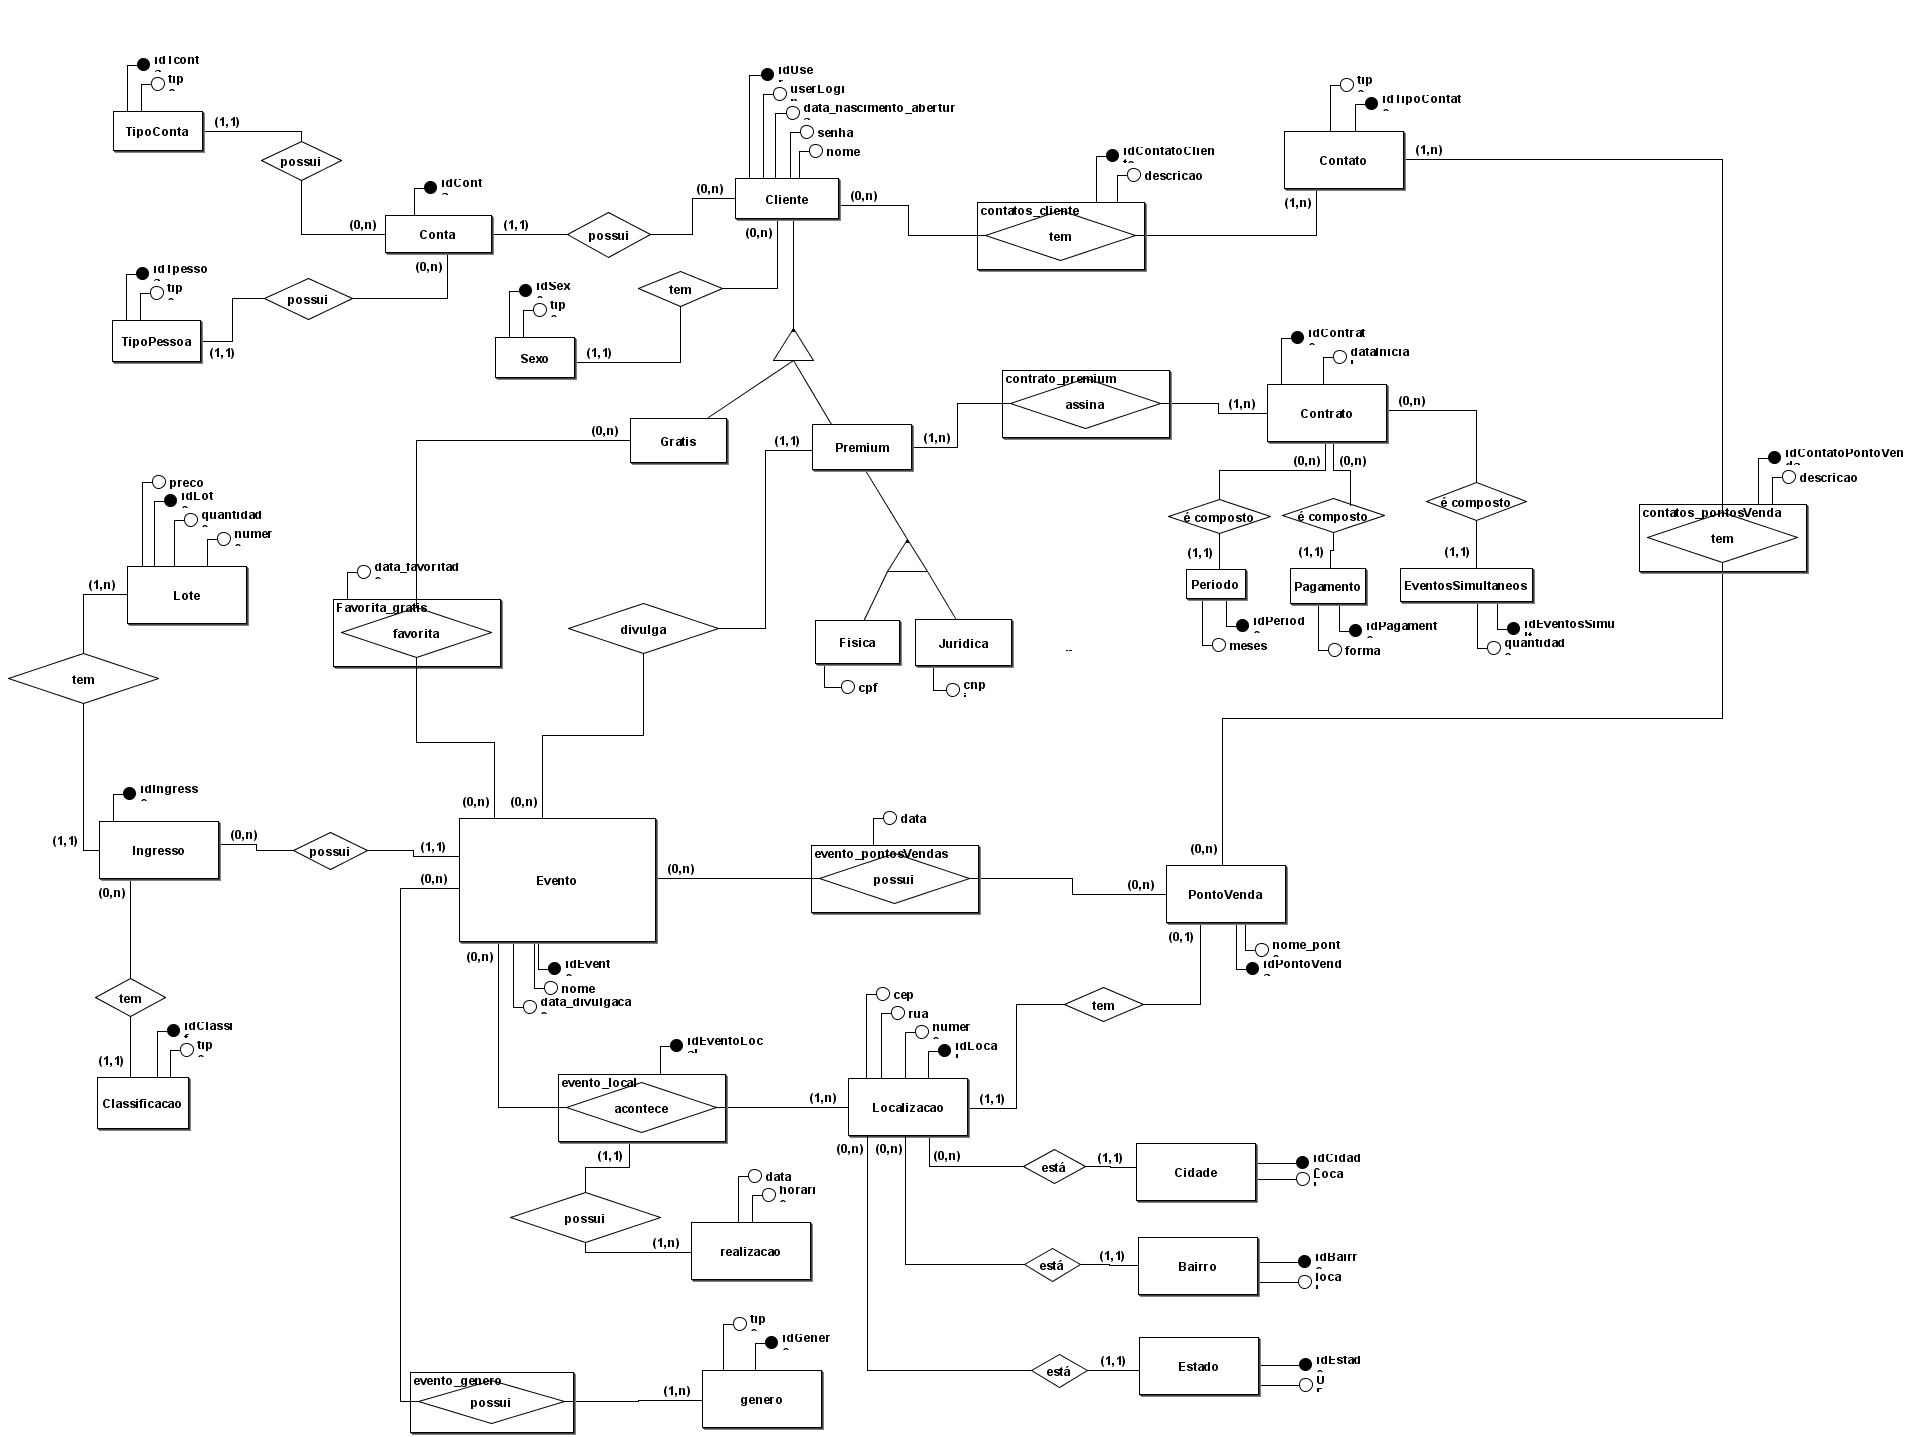 idTcont
tip
TipoConta
(1,1)
possui
(0,n)
idCont
Conta
(1,1)
possui
(0,n)
(0,n)
idTpesso
tip
TipoPessoa
(1,1)
possui
idUse
userLogi
data_nascimento_abertur
senha
nome
Cliente
(0,n)
(0,n)
tem
idSex
tip
Sexo
(1,1)
idContatoClien
descricao
contatos_cliente
tem
tip
idTipoContat
Contato
(1,n)
(1,n)
Gratis
(0,n)
Premium
(1,1)
(1,n)
contrato_premium
assina
(1,n)
idContrat
dataInicia
Contrato
(0,n)
(0,n)
(0,n)
é composto
é composto
é composto
(1,1)
(1,1)
(1,1)
Periodo
Pagamento
EventosSimultaneos
idPeriod
meses
idPagament
forma
idEventosSimu
quantidad
idContatoPontoVen
descricao
contatos_pontosVenda
tem
preco
idLot
quantidad
numer
Lote
(1,n)
tem
(1,1)
data_favoritad
Favorita_gratis
favorita
divulga
Fisica
cpf
Juridica
cnp
idIngress
Ingresso
(0,n)
possui
(1,1)
(0,n)
tem
(1,1)
idClassi
tip
Classificacao
(0,n)
(0,n)
(0,n)
Evento
(0,n)
(0,n)
idEvent
nome
data_divulgaca
data
evento_pontosVendas
possui
(0,n)
(0,n)
PontoVenda
(0,1)
nome_pont
idPontoVend
tem
cep
rua
numer
idLoca
Localizacao
(1,1)
(1,n)
idEventoLoc
evento_local
acontece
(1,1)
possui
(1,n)
data
horari
realizacao
(0,n)
(0,n)
(0,n)
está
(1,1)
Cidade
idCidad
Loca
está
(1,1)
Bairro
idBairr
loca
está
(1,1)
Estado
idEstad
U
tip
idGener
genero
(1,n)
evento_genero
possui